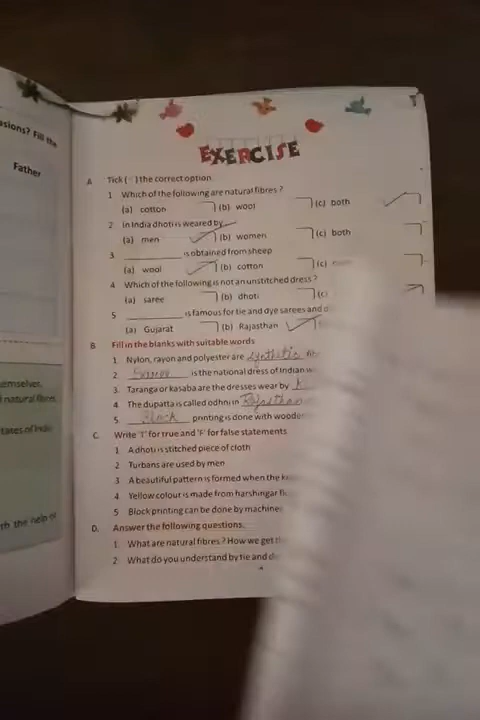 sions? Fill the
Father
emselves.
natural fibres.
tates of India
th the help of
EXERCISE
A Tick ( ) the correct option.
1 Which of the following are natural fibres?
(a) cotton (b) wool (c) both
2 In India dhoti is weared by
(a) men (b) women (c) both
3 ________ is obtained from sheep
(a) wool (b) cotton (c)
4 Which of the following is not an unstitched dress?
(a) saree (b) dhoti (c)
5 ________ is famous for tie and dye sarees and
(a) Gujarat (b) Rajasthan
B Fill in the blanks with suitable words
1. Nylon, rayon and polyester are synthetic
2 Saree is the national dress of Indian
3. Taranga or kasaba are the dresses wear by
4 The dupatta is called odhni in Rajasthan
5. Block printing is done with
C. Write 'T' for true and 'F' for false statements
1 A dhoti is stitched piece of cloth
2 Turbans are used by men
3 A beautiful pattern is formed when the
4 Yellow colour is made from harshingar
5 Block printing can be done by machine
D. Answer the following questions.
1. What are natural fibres? How we get
2. What do you understand by tie and